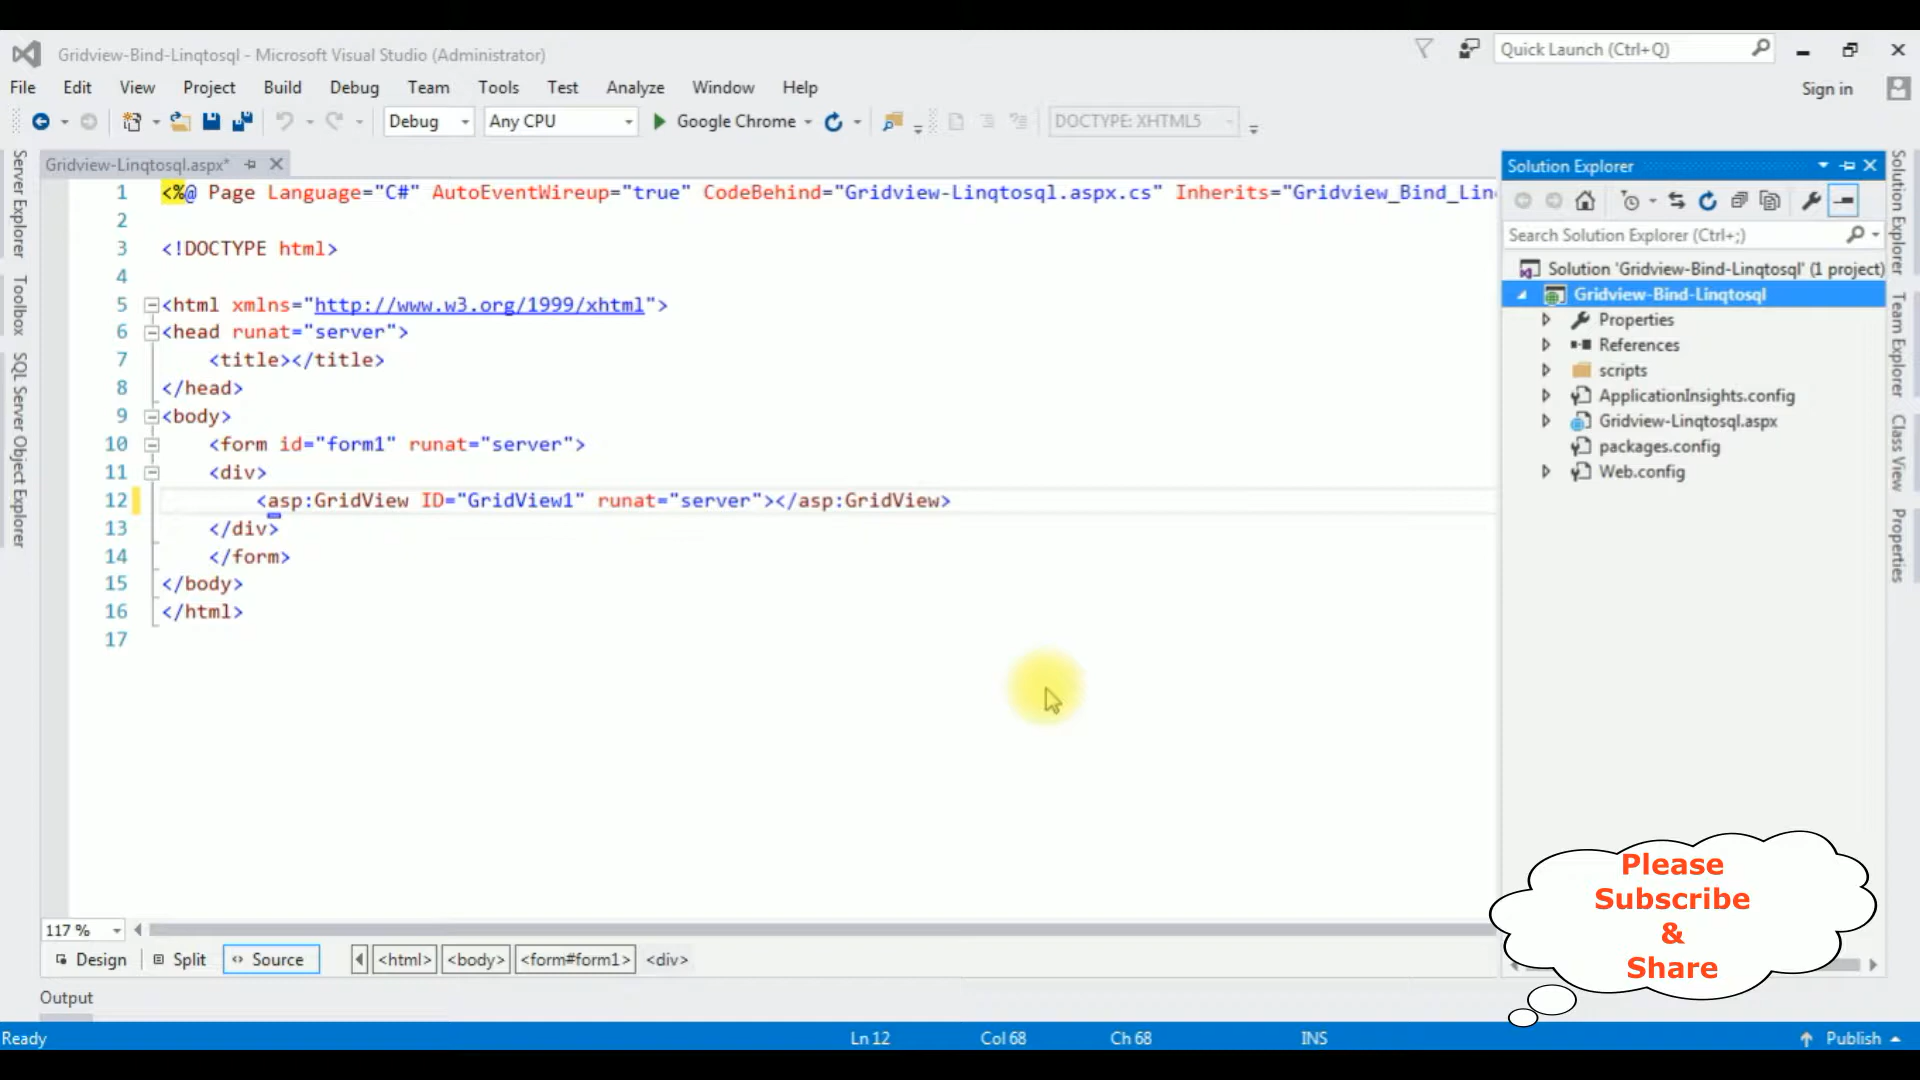 Gridview-Bind-Linqtosql - Microsoft Visual Studio (Administrator)
Quick Launch (Ctrl+Q)
File Edit View Project Build Debug Team Tools Test Analyze Window Help
Sign in
Debug Any CPU Google Chrome DOCTYPE: XHTML5
Server Explorer
Toolbox
SQL Server Object Explorer
Gridview-Linqtosql.aspx*
1 <%@ Page Language="C#" AutoEventWireup="true" CodeBehind="Gridview-Linqtosql.aspx.cs" Inherits="Gridview_Bind_Lin
2
3 <!DOCTYPE html>
4
5 <html xmlns="http://www.w3.org/1999/xhtml">
6 <head runat="server">
7 <title></title>
8 </head>
9 <body>
10 <form id="form1" runat="server">
11 <div>
12 <asp:GridView ID="GridView1" runat="server"></asp:GridView>
13 </div>
14 </form>
15 </body>
16 </html>
17
117 %
Design Split Source <html> <body> <form#form1> <div>
Output
Solution Explorer
Search Solution Explorer (Ctrl+;)
Solution 'Gridview-Bind-Linqtosql' (1 project)
Gridview-Bind-Linqtosql
Properties
References
scripts
ApplicationInsights.config
Gridview-Linqtosql.aspx
packages.config
Web.config
Solution Explorer
Team Explorer
Class View
Properties
Please
Subscribe
&
Share
Ready Ln 12 Col 68 Ch 68 INS Publish